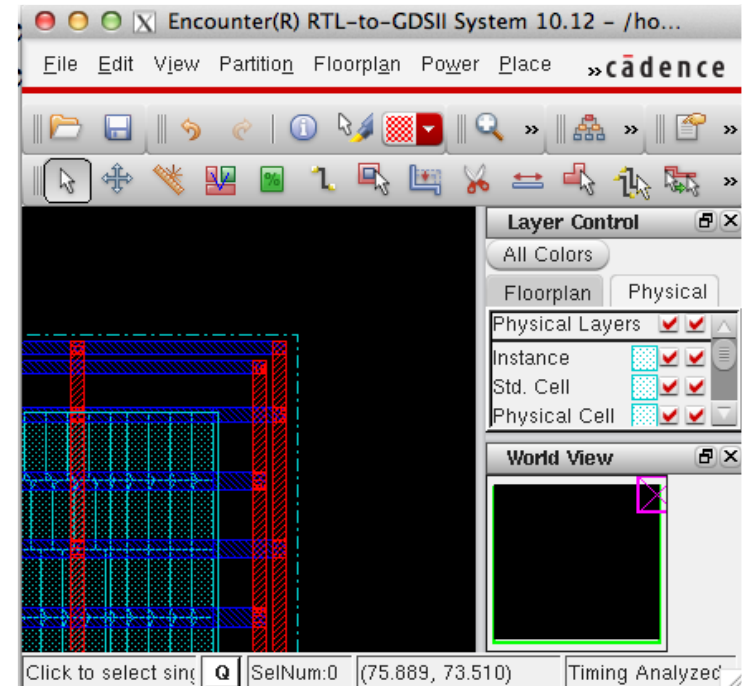 Encounter(R) RTL-to-GDSII System 10.12 – /ho...
File Edit View Partition Floorplan Power Place » cādence
» » »
»
Layer Control
All Colors
Floorplan Physical
Physical Layers
Instance
Std. Cell
Physical Cell
World View
Click to select sing Q SelNum:0 (75.889, 73.510) Timing Analyzed